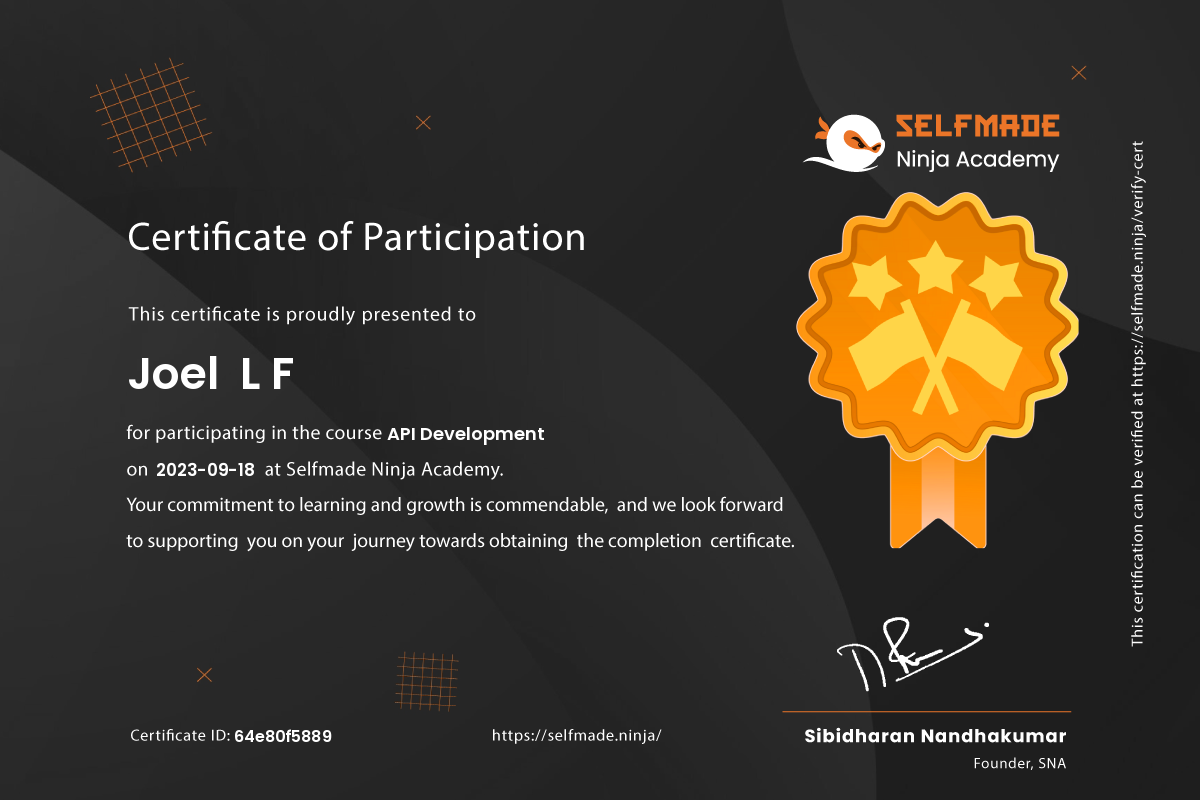 SELFMADE
Ninja Academy
Certificate of Participation
This certificate is proudly presented to
Joel L F
for participating in the course API Development
on 2023-09-18 at Selfmade Ninja Academy.
Your commitment to learning and growth is commendable, and we look forward
to supporting you on your journey towards obtaining the completion certificate.
Certificate ID: 64e80f5889
https://selfmade.ninja/
Sibidharan Nandhakumar
Founder, SNA
This certification can be verified at https://selfmade.ninja/verify-cert